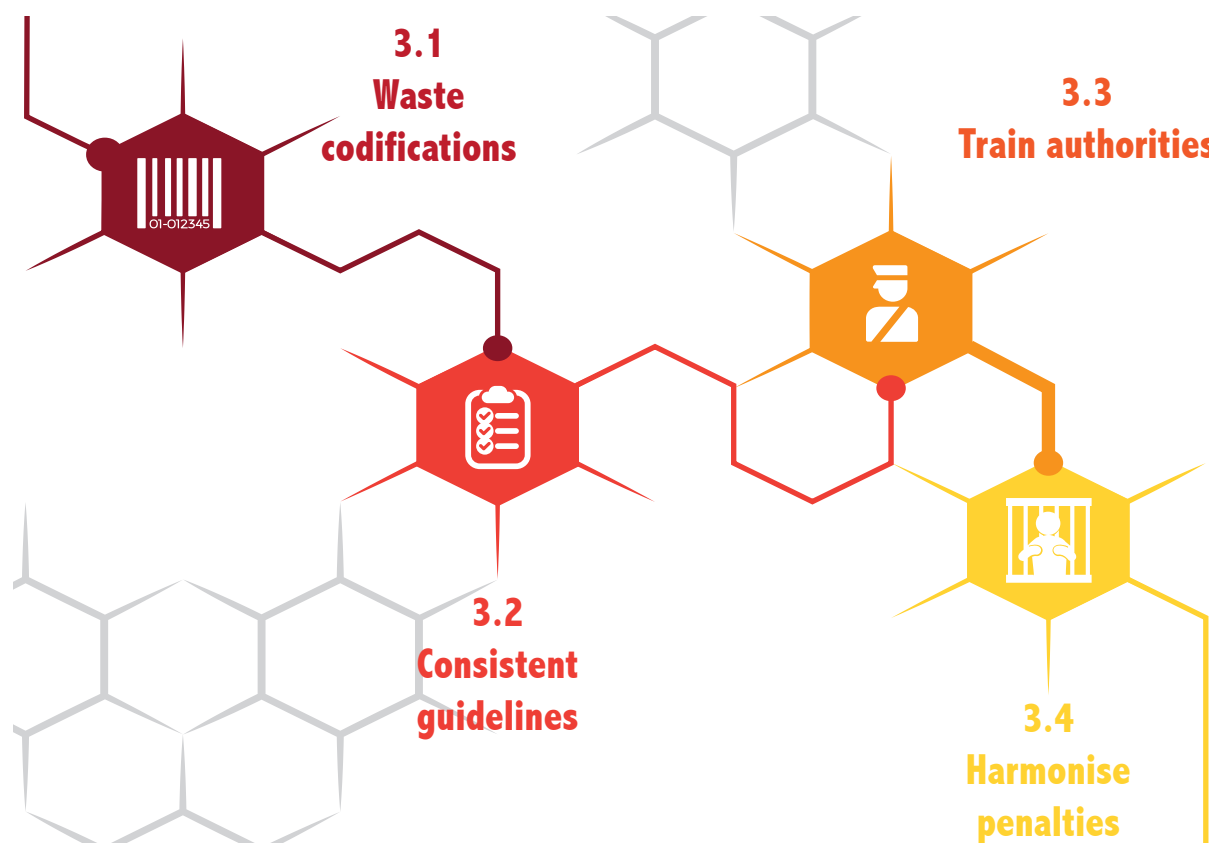 3.1
Waste
codifications
01-012345
3.2
Consistent
guidelines
3.3
Train authorities
3.4
Harmonise
penalties